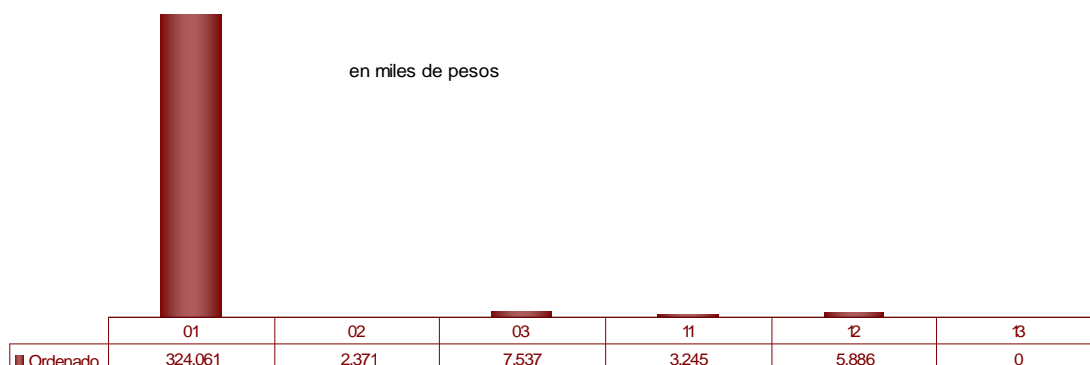 en miles de pesos
01 02 03 11 12 13
Ordenado 324.061 2.371 7.537 3.245 5.886 0